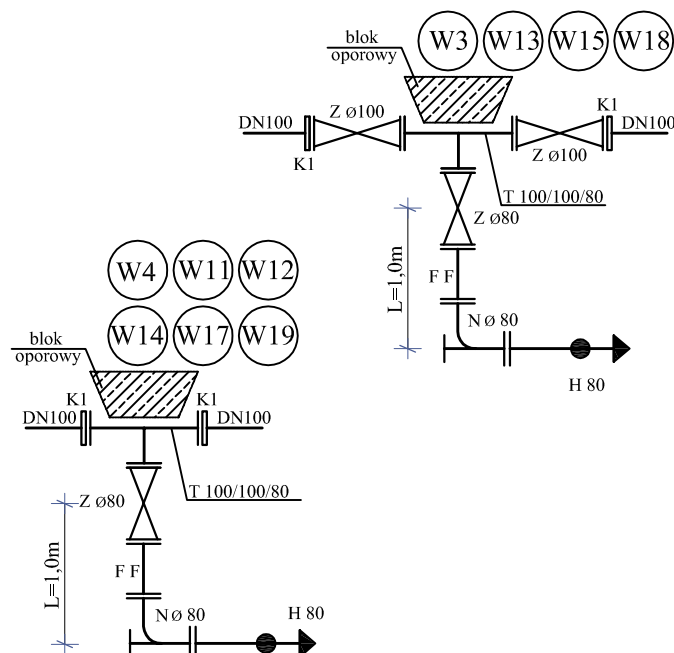 blok
oporowy
W3 W13 W15 W18
DN100
Z ø100
K1
K1
DN100
Z ø100
T 100/100/80
Z ø80
L=1,0m
F F
N ø 80
H 80
W4 W11 W12
W14 W17 W19
blok
oporowy
K1
K1
DN100
DN100
Z ø80
T 100/100/80
L=1,0m
F F
N ø 80
H 80